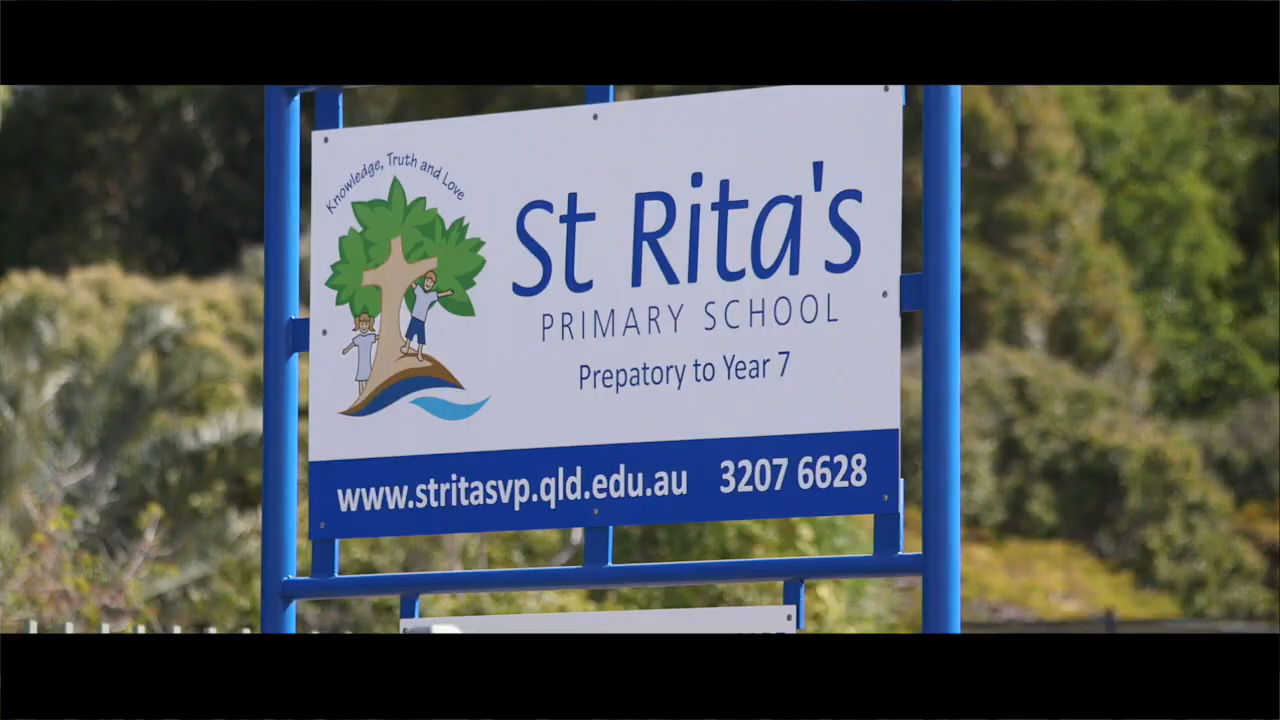 Knowledge, Truth and Love
St Rita's
PRIMARY SCHOOL
Prepatory to Year 7
www.stritasvp.qld.edu.au 3207 6628